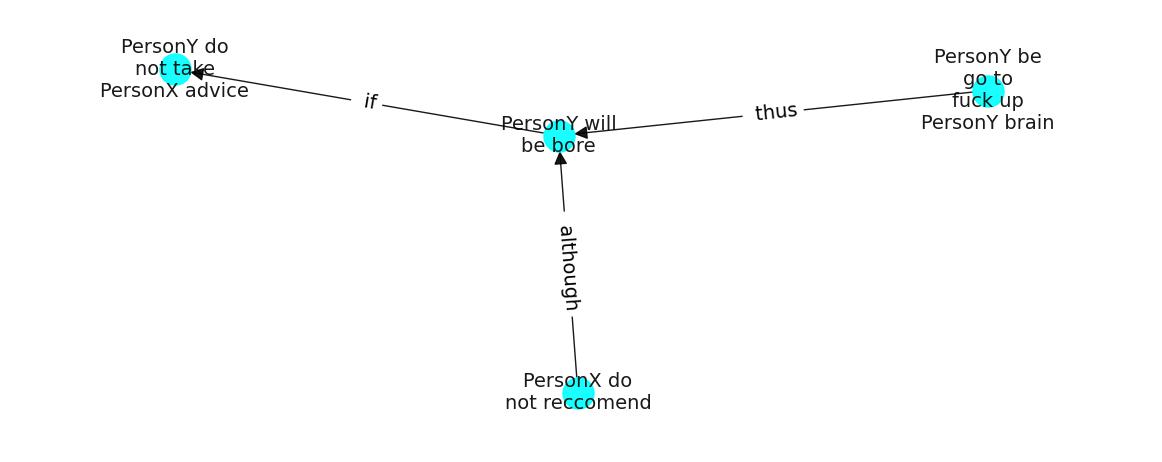 PersonY do
not take
PersonX advice
if
PersonY will
be bore
thus
PersonY be
go to
fuck up
PersonY brain
although
PersonX do
not reccomend